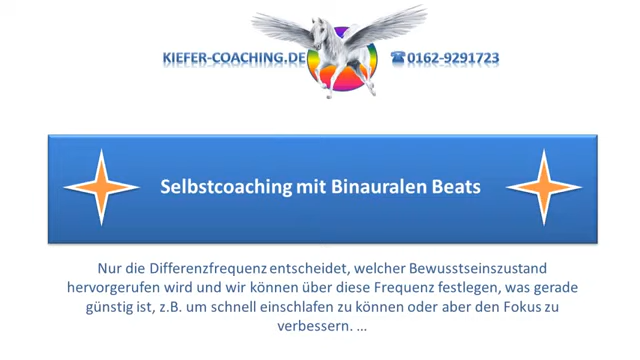 KIEFER-COACHING.DE ☎0162-9291723
Selbstcoaching mit Binauralen Beats
Nur die Differenzfrequenz entscheidet, welcher Bewusstseinszustand
hervorgerufen wird und wir können über diese Frequenz festlegen, was gerade
günstig ist, z.B. um schnell einschlafen zu können oder aber den Fokus zu
verbessern. ...